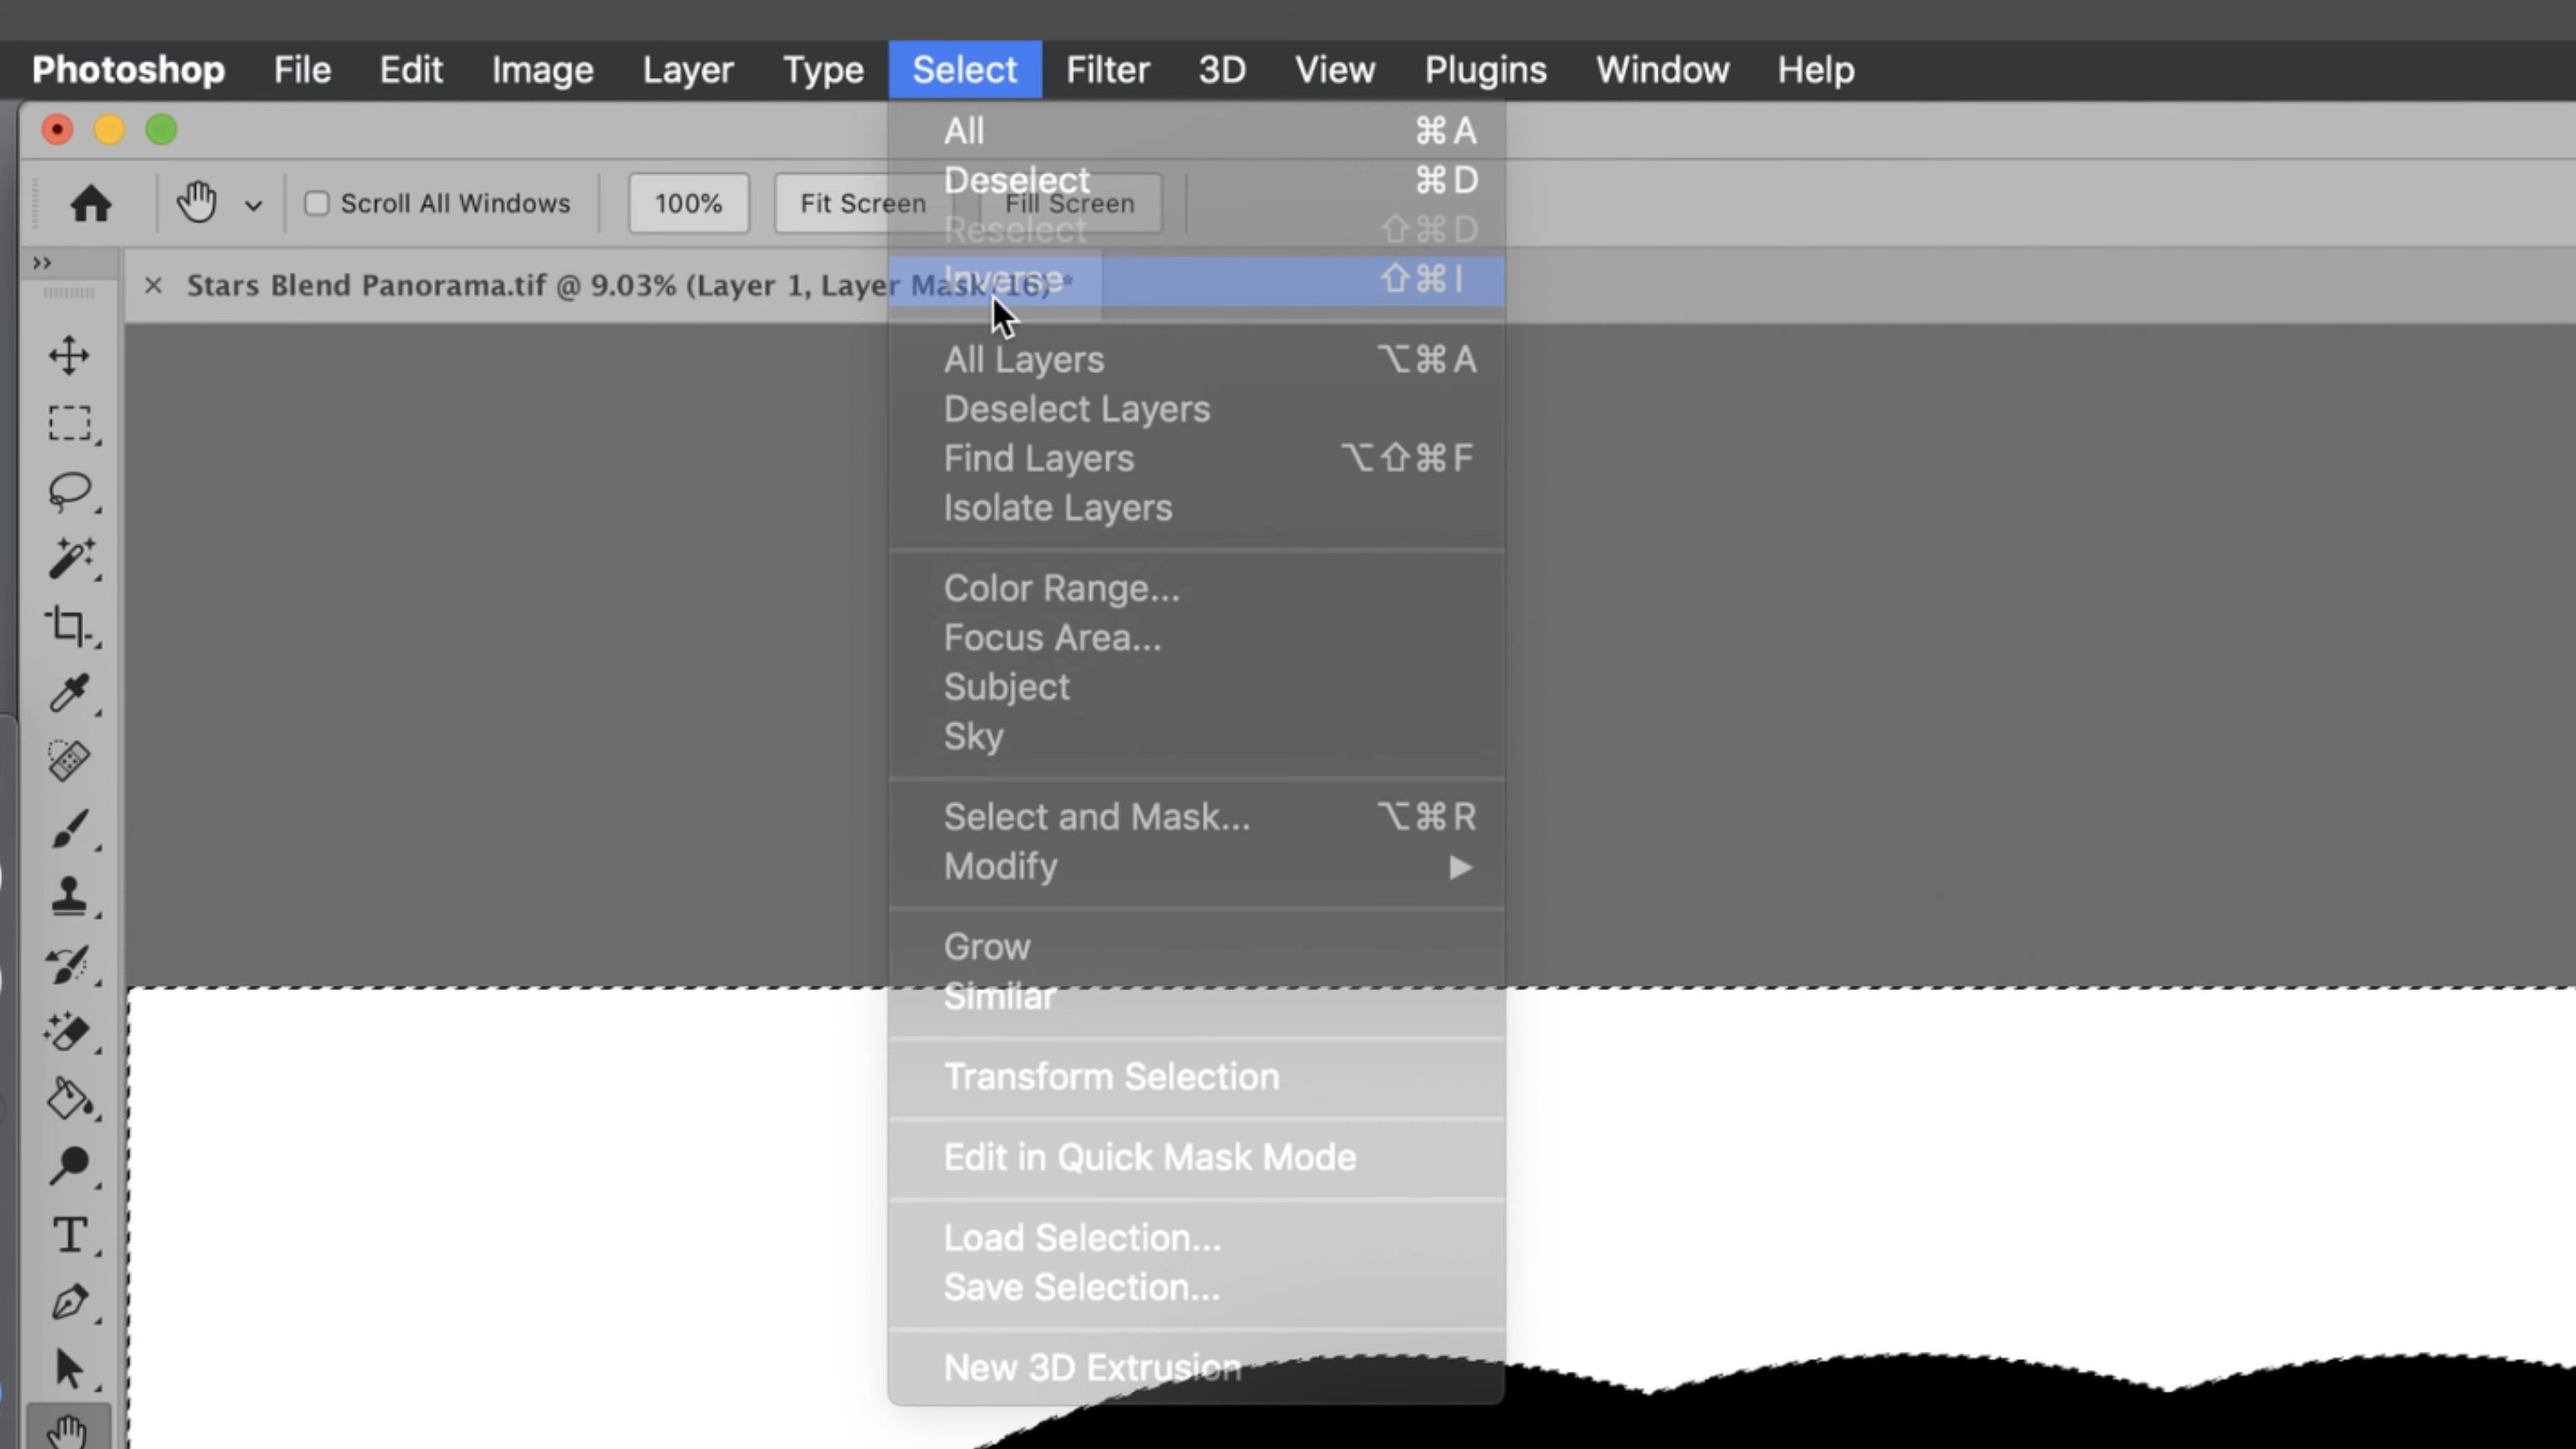 Photoshop File Edit Image Layer Type Select Filter 3D View Plugins Window Help
All ⌘A
Deselect ⌘D
Scroll All Windows 100% Fit Screen Fill Screen
Reselect ⇧⌘D
Inverse ⇧⌘I
Stars Blend Panorama.tif @ 9.03% (Layer 1, Layer Mask/16) *
All Layers ⌥⌘A
Deselect Layers
Find Layers ⌥⇧⌘F
Isolate Layers
Color Range...
Focus Area...
Subject
Sky
Select and Mask... ⌥⌘R
Modify ▶
Grow
Similar
Transform Selection
Edit in Quick Mask Mode
Load Selection...
Save Selection...
New 3D Extrusion